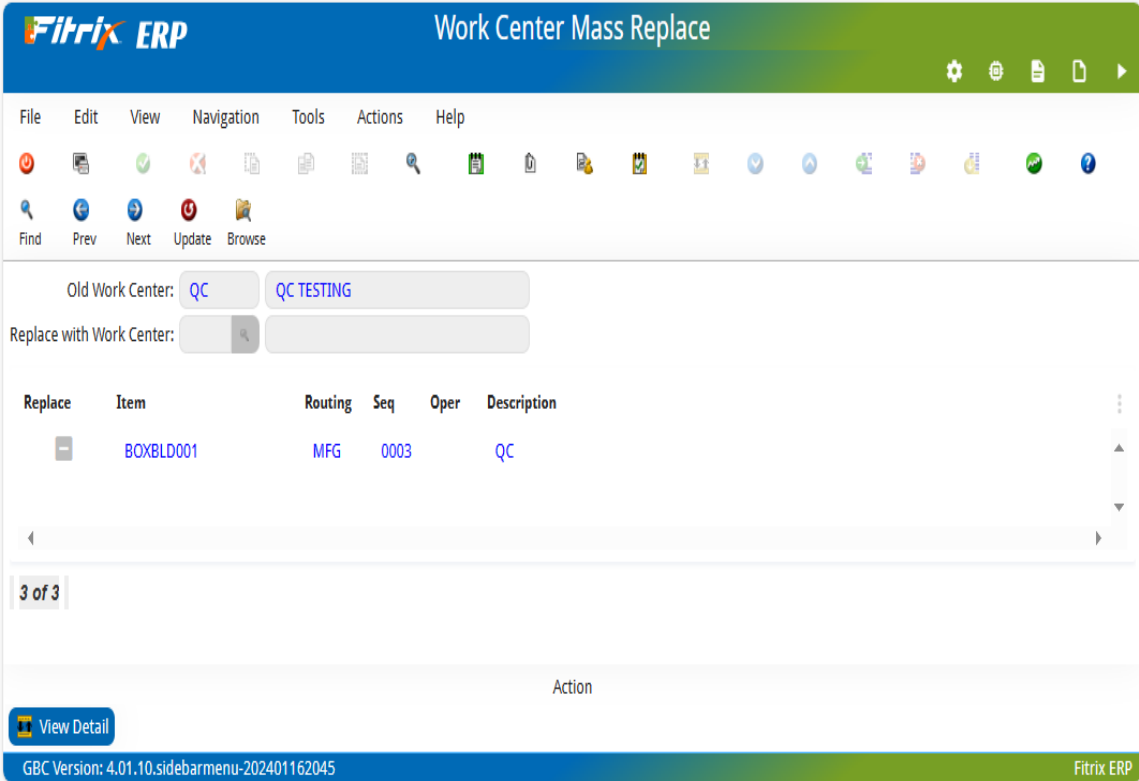 Fitrix ERP
Work Center Mass Replace
File Edit View Navigation Tools Actions Help
Find Prev Next Update Browse
Old Work Center: QC QC TESTING
Replace with Work Center:
Replace Item Routing Seq Oper Description
BOXBLD001 MFG 0003 QC
3 of 3
Action
View Detail
GBC Version: 4.01.10.sidebarmenu-202401162045 Fitrix ERP